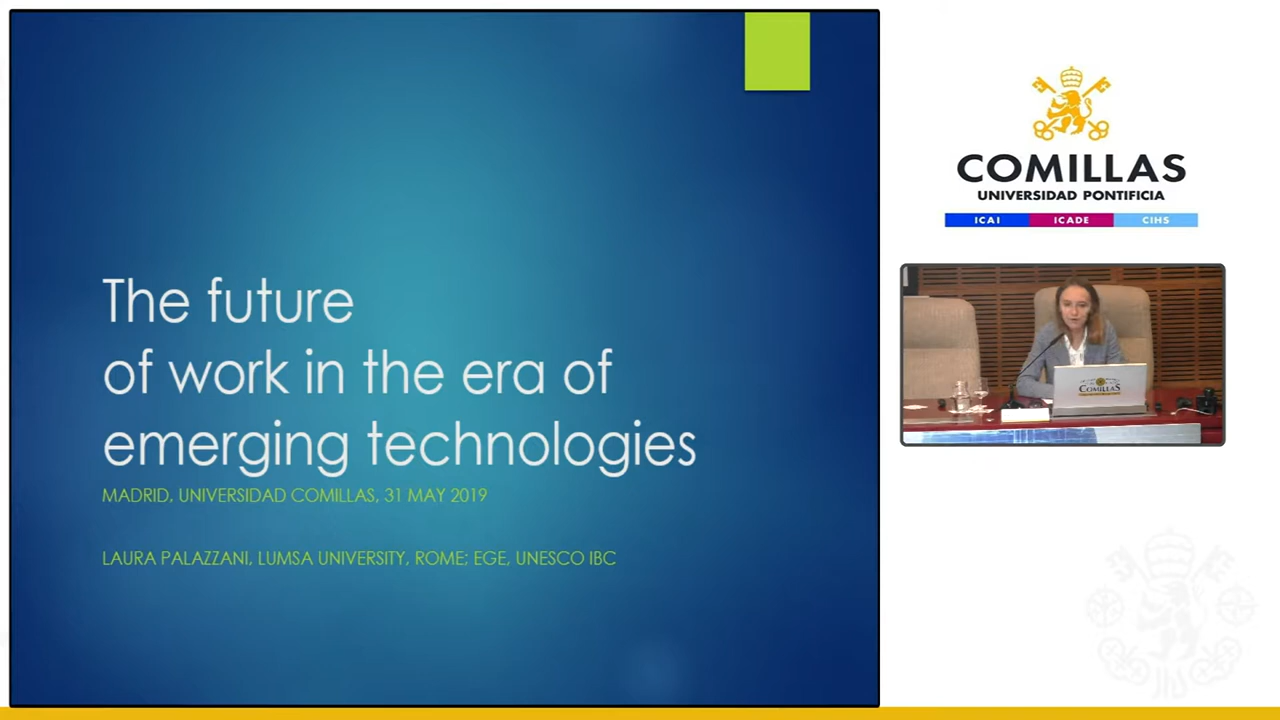 The future
of work in the era of
emerging technologies
MADRID, UNIVERSIDAD COMILLAS, 31 MAY 2019
LAURA PALAZZANI, LUMSA UNIVERSITY, ROME; EGE, UNESCO IBC
COMILLAS
UNIVERSIDAD PONTIFICIA
ICAI ICADE CIHS
COMILLAS